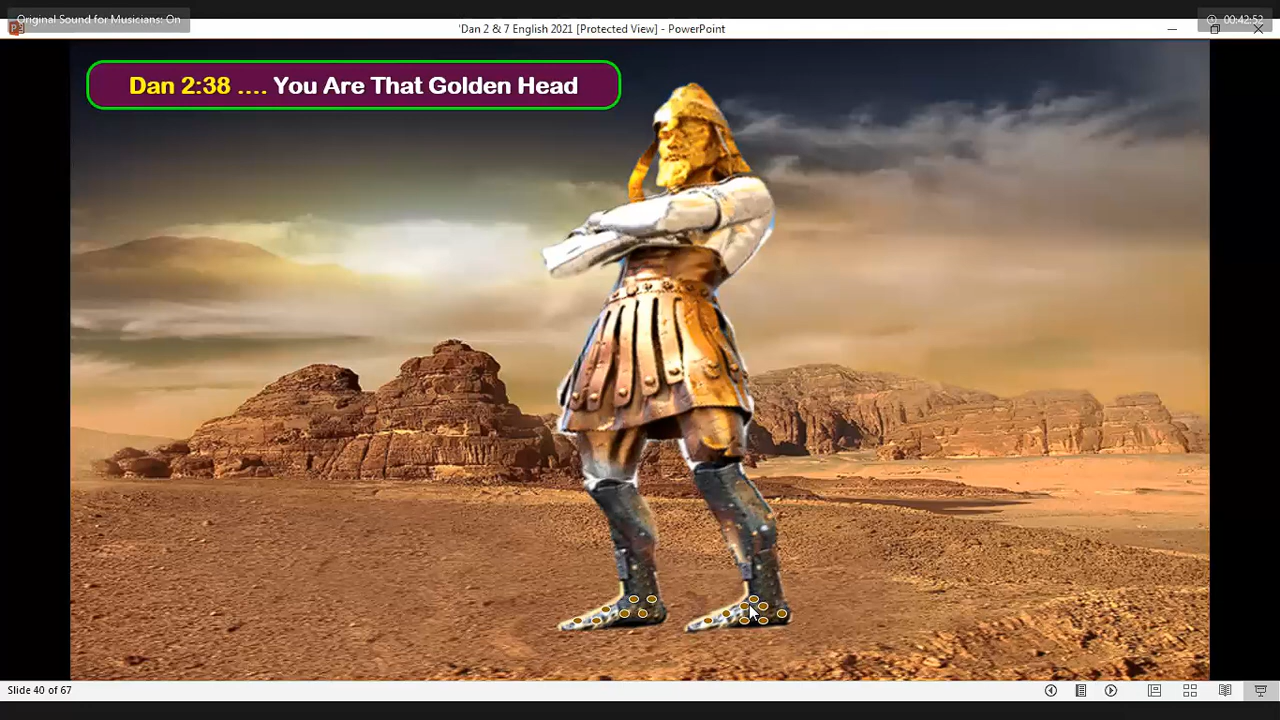 Original Sound for Musicians: On
00:42:52
'Dan 2 & 7 English 2021 [Protected View] - PowerPoint
Dan 2:38 .... You Are That Golden Head
Slide 40 of 67